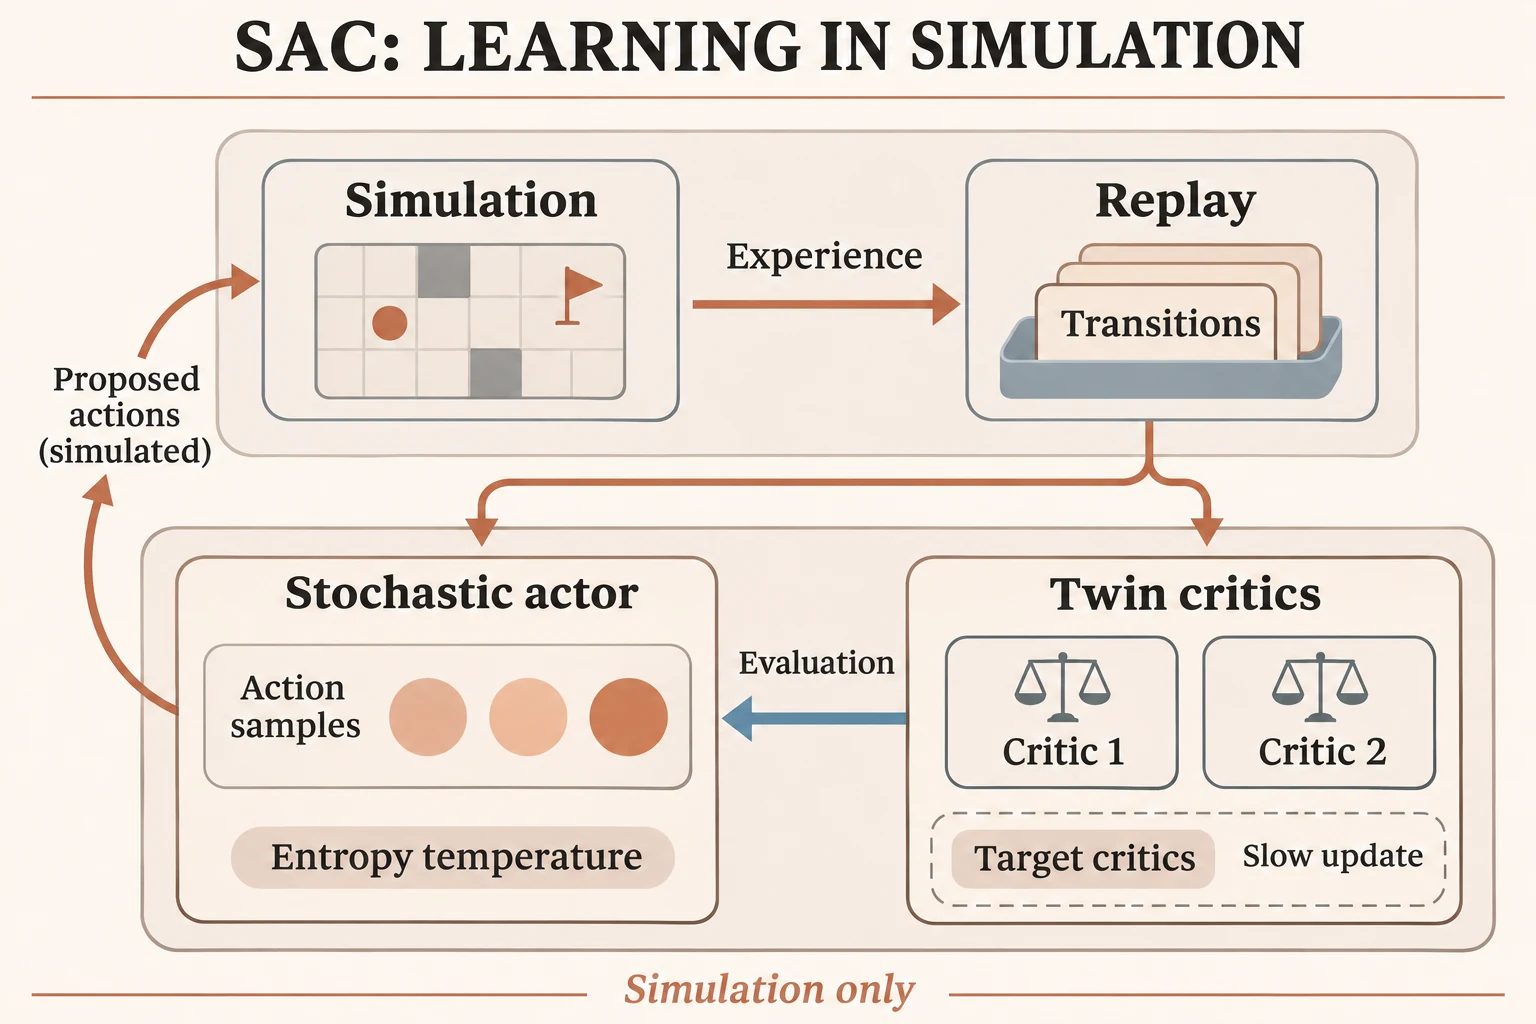 SAC: LEARNING IN SIMULATION
Simulation
Replay
Experience
Transitions
Proposed
actions
(simulated)
Stochastic actor
Twin critics
Action
samples
Evaluation
Critic 1
Critic 2
Entropy temperature
Target critics
Slow update
Simulation only